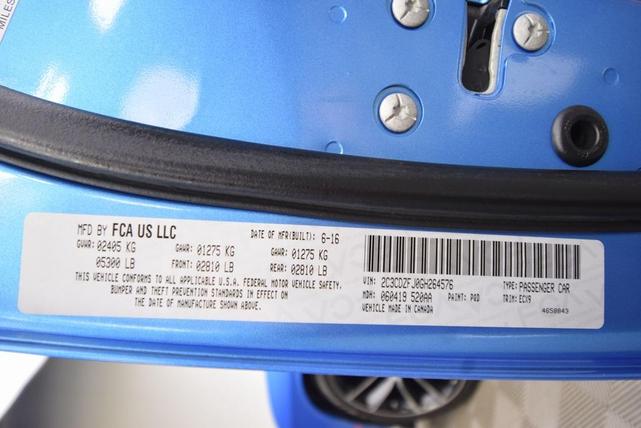 MILES
MFD BY FCA US LLC DATE OF MFR(BUILT): 6-16
GVWR: 02405 KG GAWR: 01275 KG GAWR: 01275 KG
05300 LB FRONT: 02810 LB REAR: 02810 LB
THIS VEHICLE CONFORMS TO ALL APPLICABLE U.S.A. FEDERAL MOTOR VEHICLE SAFETY,
BUMPER AND THEFT PREVENTION STANDARDS IN EFFECT ON
THE DATE OF MANUFACTURE SHOWN ABOVE.
VIN: 2C3CDZFJ0GH264576 TYPE: PASSENGER CAR
MDH: 060419 520AA PAINT: PQD TRIM: ECX9
VEHICLE MADE IN CANADA 4658843